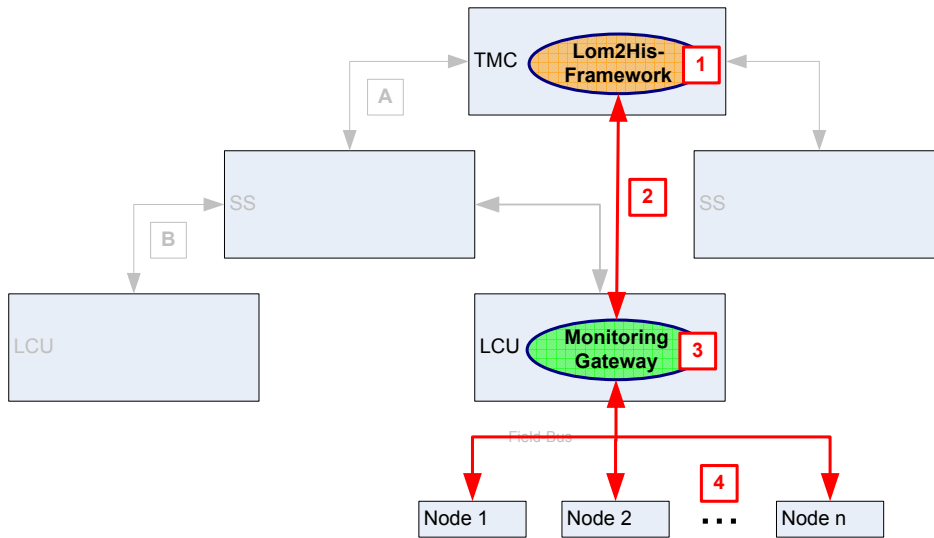 TMC
Lom2His-
Framework
1
A
SS
2
SS
B
LCU
LCU
Monitoring
Gateway
3
Field Bus
4
Node 1
Node 2
...
Node n